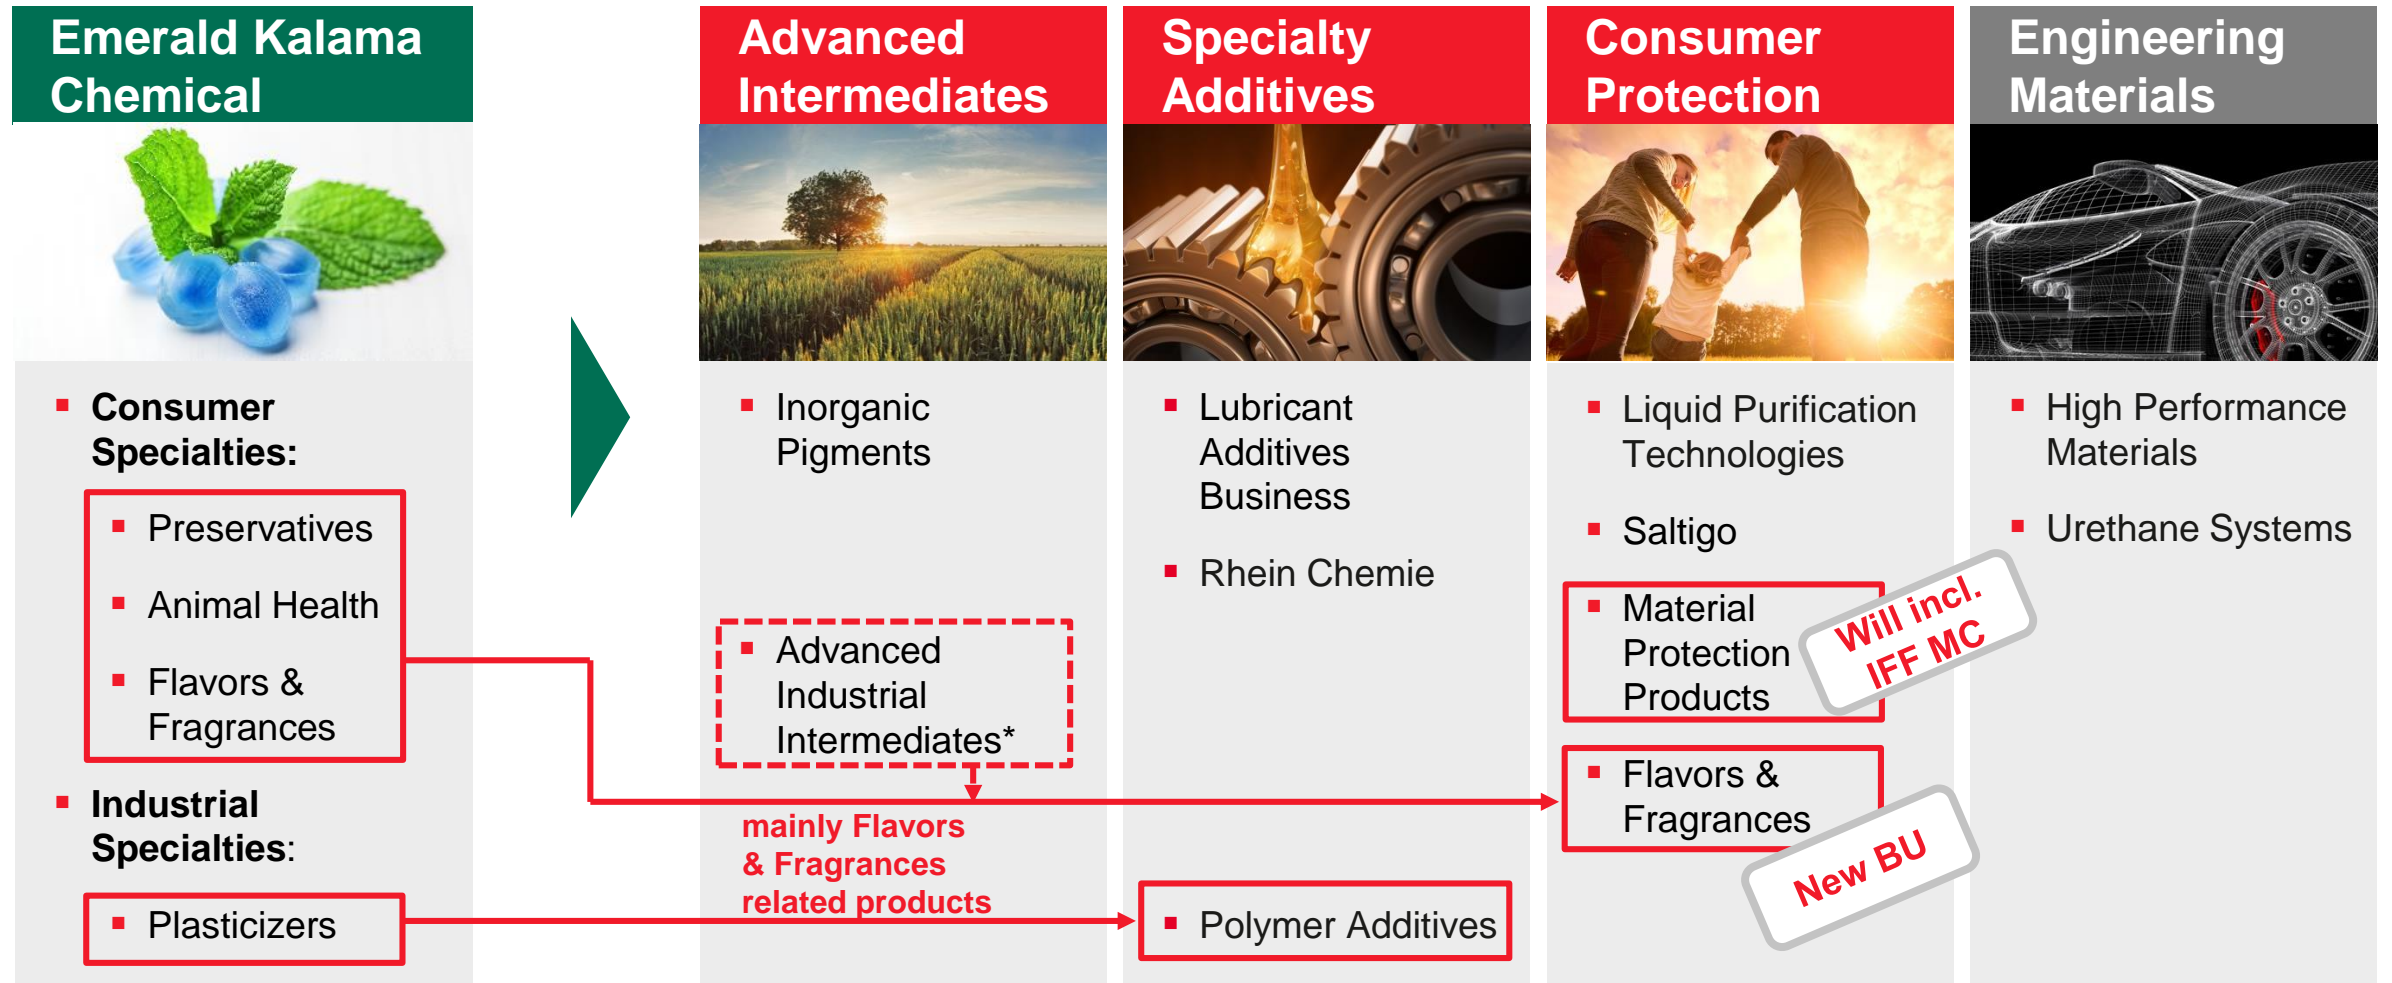 Emerald Kalama
Chemical
Consumer
Specialties:
Preservatives
Animal Health
Flavors &
Fragrances
Industrial
Specialties:
Plasticizers
Advanced
Intermediates
Inorganic
Pigments
Advanced
Industrial
Intermediates*
mainly Flavors
& Fragrances
related products
Specialty
Additives
Lubricant
Additives
Business
Rhein Chemie
Polymer Additives
Consumer
Protection
Liquid Purification
Technologies
Saltigo
Material
Protection
Products
Will incl.
IFF MC
Flavors &
Fragrances
New BU
Engineering
Materials
High Performance
Materials
Urethane Systems